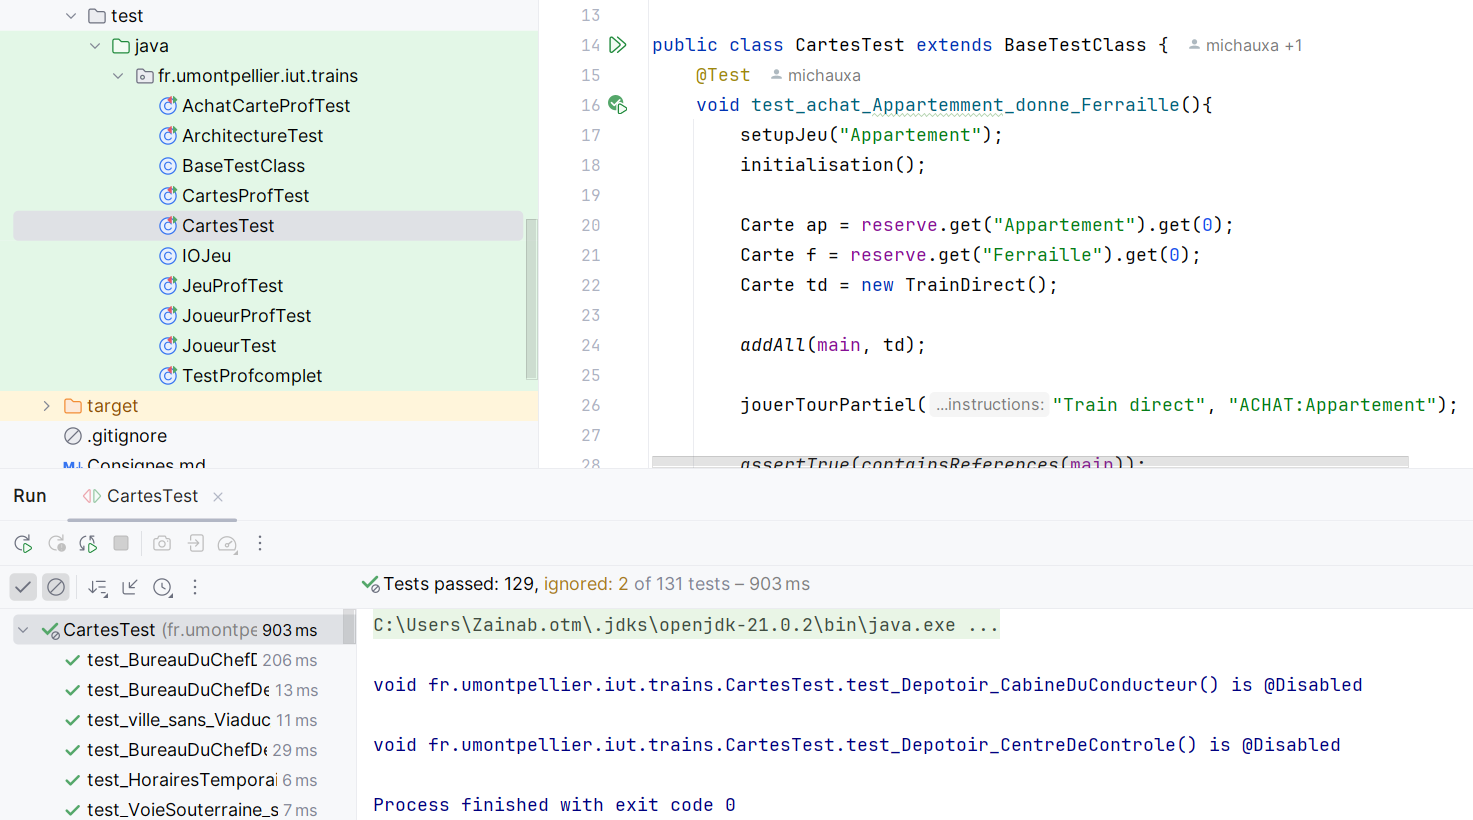 test
java
fr.umontpellier.iut.trains
AchatCarteProfTest
ArchitectureTest
BaseTestClass
CartesProfTest
CartesTest
IOJeu
JeuProfTest
JoueurProfTest
JoueurTest
TestProfcomplet
target
.gitignore
Consignes.md
13
14 public class CartesTest extends BaseTestClass { michauxa +1
15 @Test michauxa
16 void test_achat_Appartemment_donne_Ferraille(){
17 setupJeu("Appartement");
18 initialisation();
19
20 Carte ap = reserve.get("Appartement").get(0);
21 Carte f = reserve.get("Ferraille").get(0);
22 Carte td = new TrainDirect();
23
24 addAll(main, td);
25
26 jouerTourPartiel( ...instructions: "Train direct", "ACHAT:Appartement");
27
28 assertTrue(containsReferences(main));
Run CartesTest
Tests passed: 129, ignored: 2 of 131 tests – 903 ms
CartesTest (fr.umontpe 903 ms
test_BureauDuChefD 206 ms
test_BureauDuChefDe 13 ms
test_ville_sans_Viaduc 11 ms
test_BureauDuChefDe 29 ms
test_HorairesTemporai 6 ms
test_VoieSouterraine_s 7 ms
C:\Users\Zainab.otm\.jdks\openjdk-21.0.2\bin\java.exe ...
void fr.umontpellier.iut.trains.CartesTest.test_Depotoir_CabineDuConducteur() is @Disabled
void fr.umontpellier.iut.trains.CartesTest.test_Depotoir_CentreDeControle() is @Disabled
Process finished with exit code 0